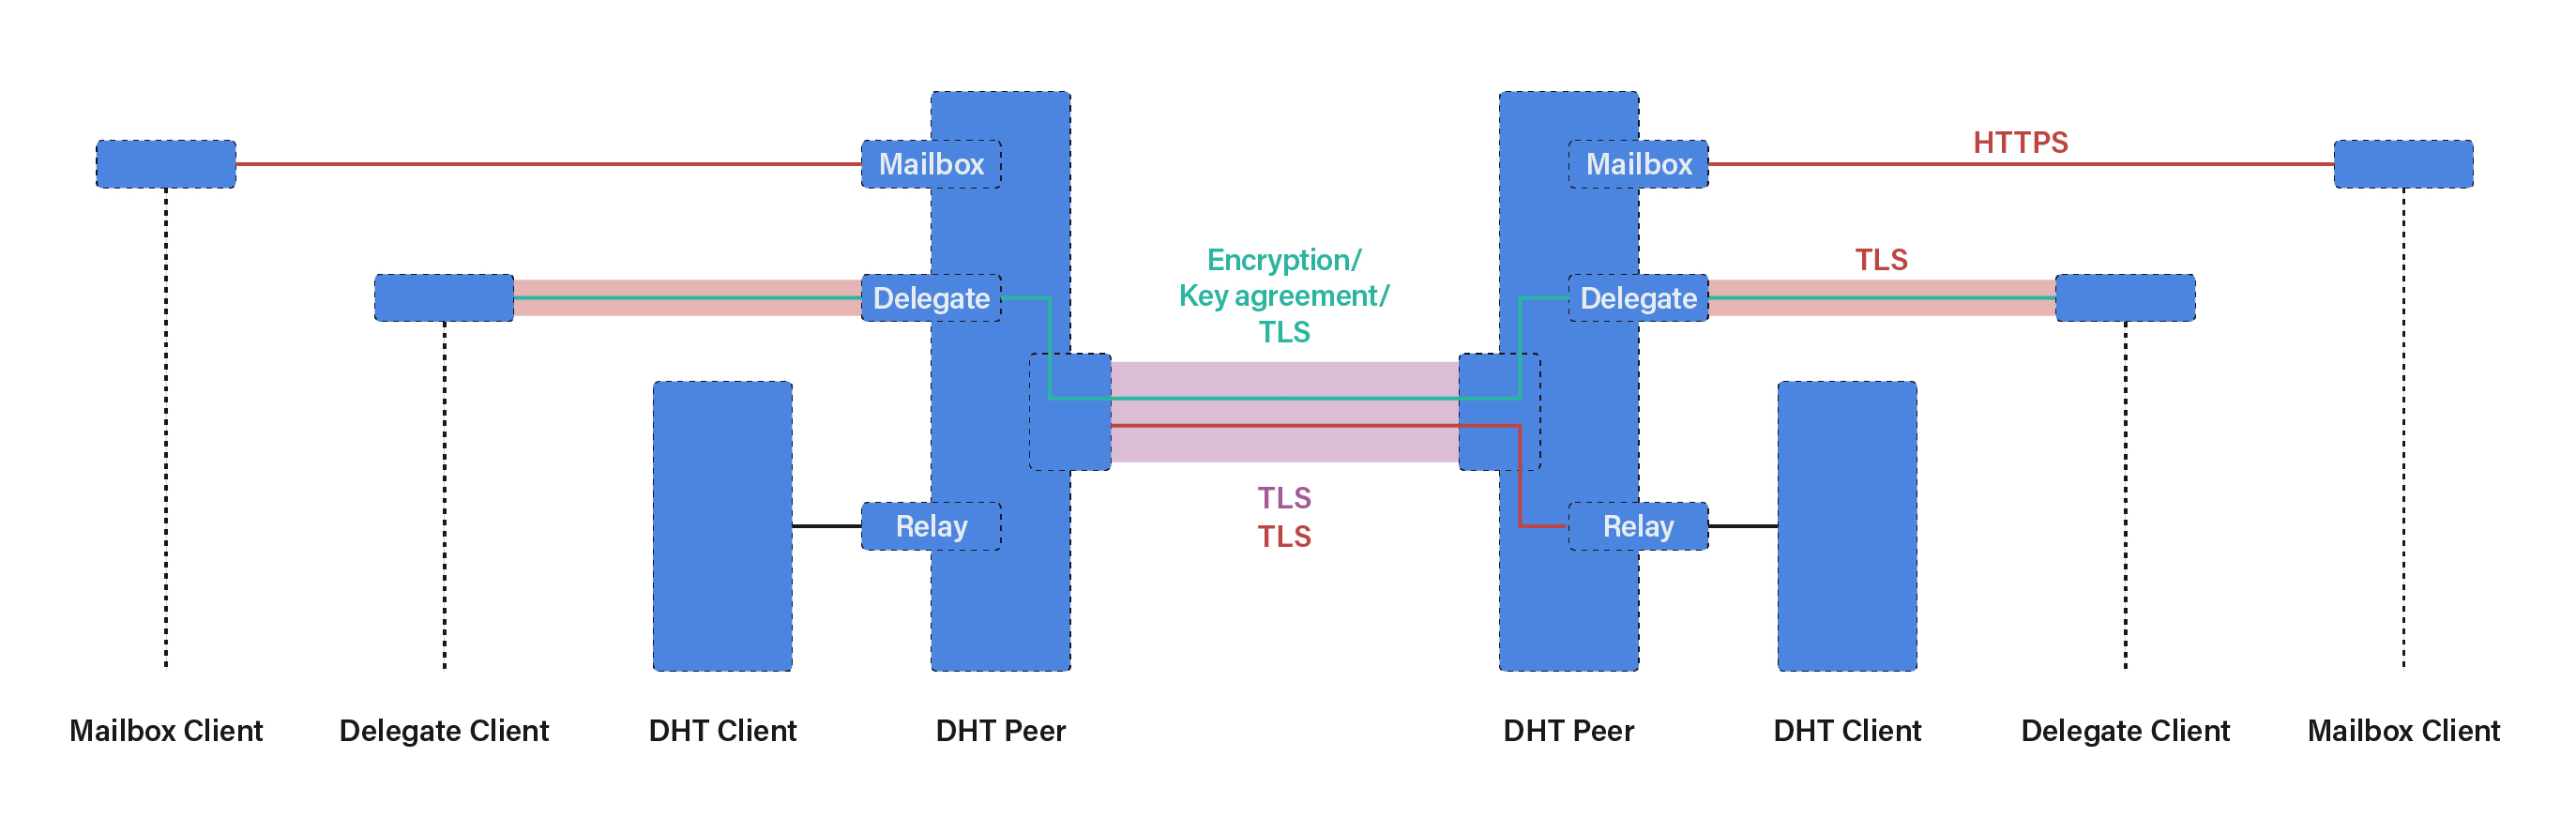 HTTPS
Mailbox
Mailbox
Encryption/
Key agreement/
TLS
TLS
Delegate
Delegate
TLS
TLS
Relay
Relay
Mailbox Client
Delegate Client
DHT Client
DHT Peer
DHT Peer
DHT Client
Delegate Client
Mailbox Client